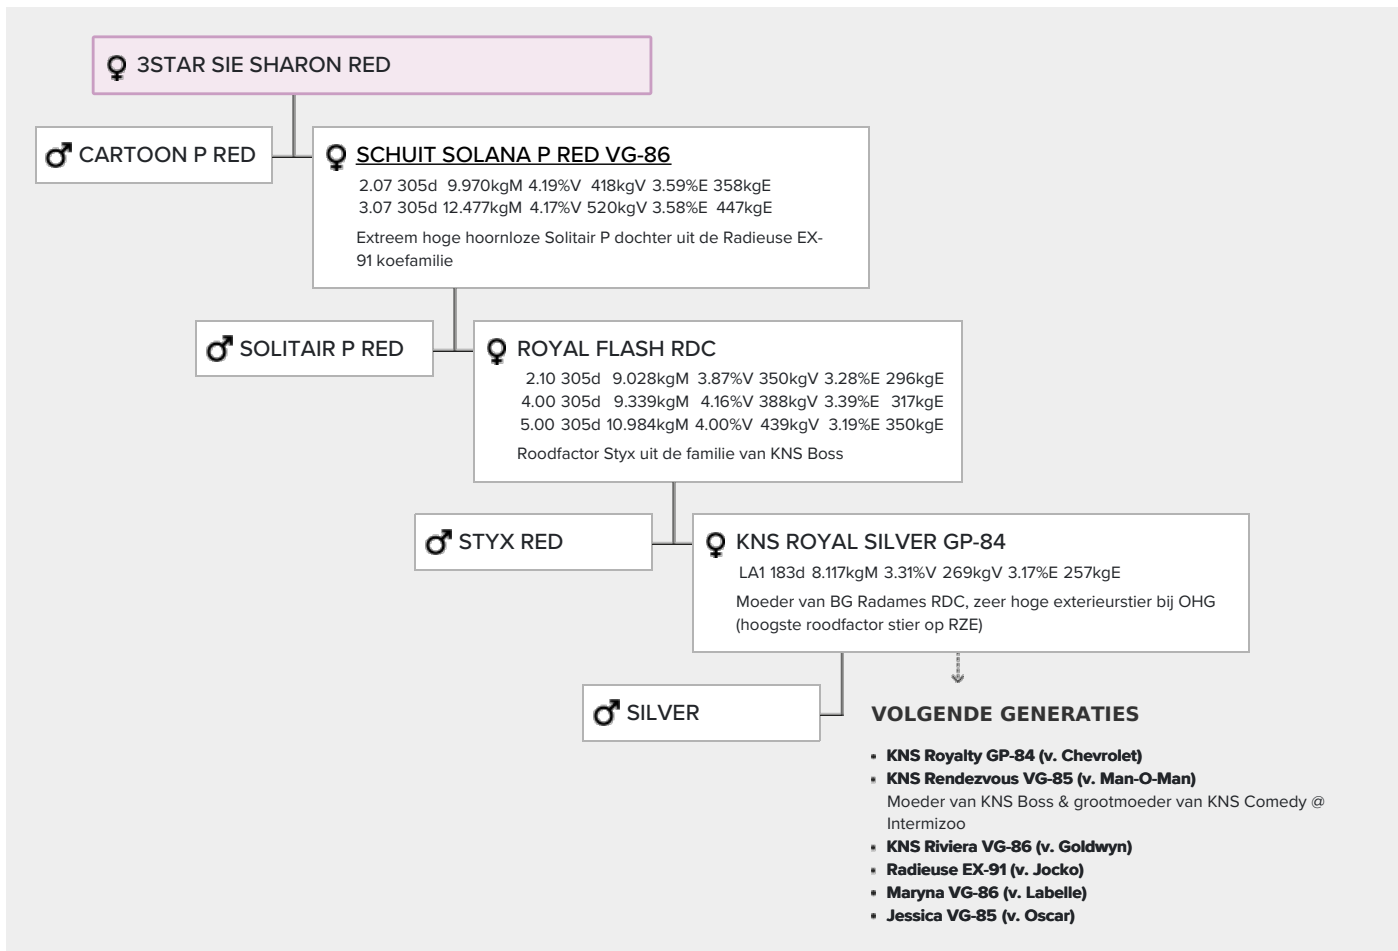 3STAR SIE SHARON RED
CARTOON P RED
SCHUIT SOLANA P RED VG-86
2.07 305d 9.970kgM 4.19%V 418kgV 3.59%E 358kgE
3.07 305d 12.477kgM 4.17%V 520kgV 3.58%E 447kgE
Extreem hoge hoornloze Solitair P dochter uit de Radieuse EX-
91 koefamilie
SOLITAIR P RED
ROYAL FLASH RDC
2.10 305d 9.028kgM 3.87%V 350kgV 3.28%E 296kgE
4.00 305d 9.339kgM 4.16%V 388kgV 3.39%E 317kgE
5.00 305d 10.984kgM 4.00%V 439kgV 3.19%E 350kgE
Roodfactor Styx uit de familie van KNS Boss
STYX RED
KNS ROYAL SILVER GP-84
LA1 183d 8.117kgM 3.31%V 269kgV 3.17%E 257kgE
Moeder van BG Radames RDC, zeer hoge exterieurstier bij OHG
(hoogste roodfactor stier op RZE)
SILVER
VOLGENDE GENERATIES
• KNS Royalty GP-84 (v. Chevrolet)
• KNS Rendezvous VG-85 (v. Man-O-Man)
Moeder van KNS Boss & grootmoeder van KNS Comedy @
Intermizoo
• KNS Riviera VG-86 (v. Goldwyn)
• Radieuse EX-91 (v. Jocko)
• Maryna VG-86 (v. Labelle)
• Jessica VG-85 (v. Oscar)